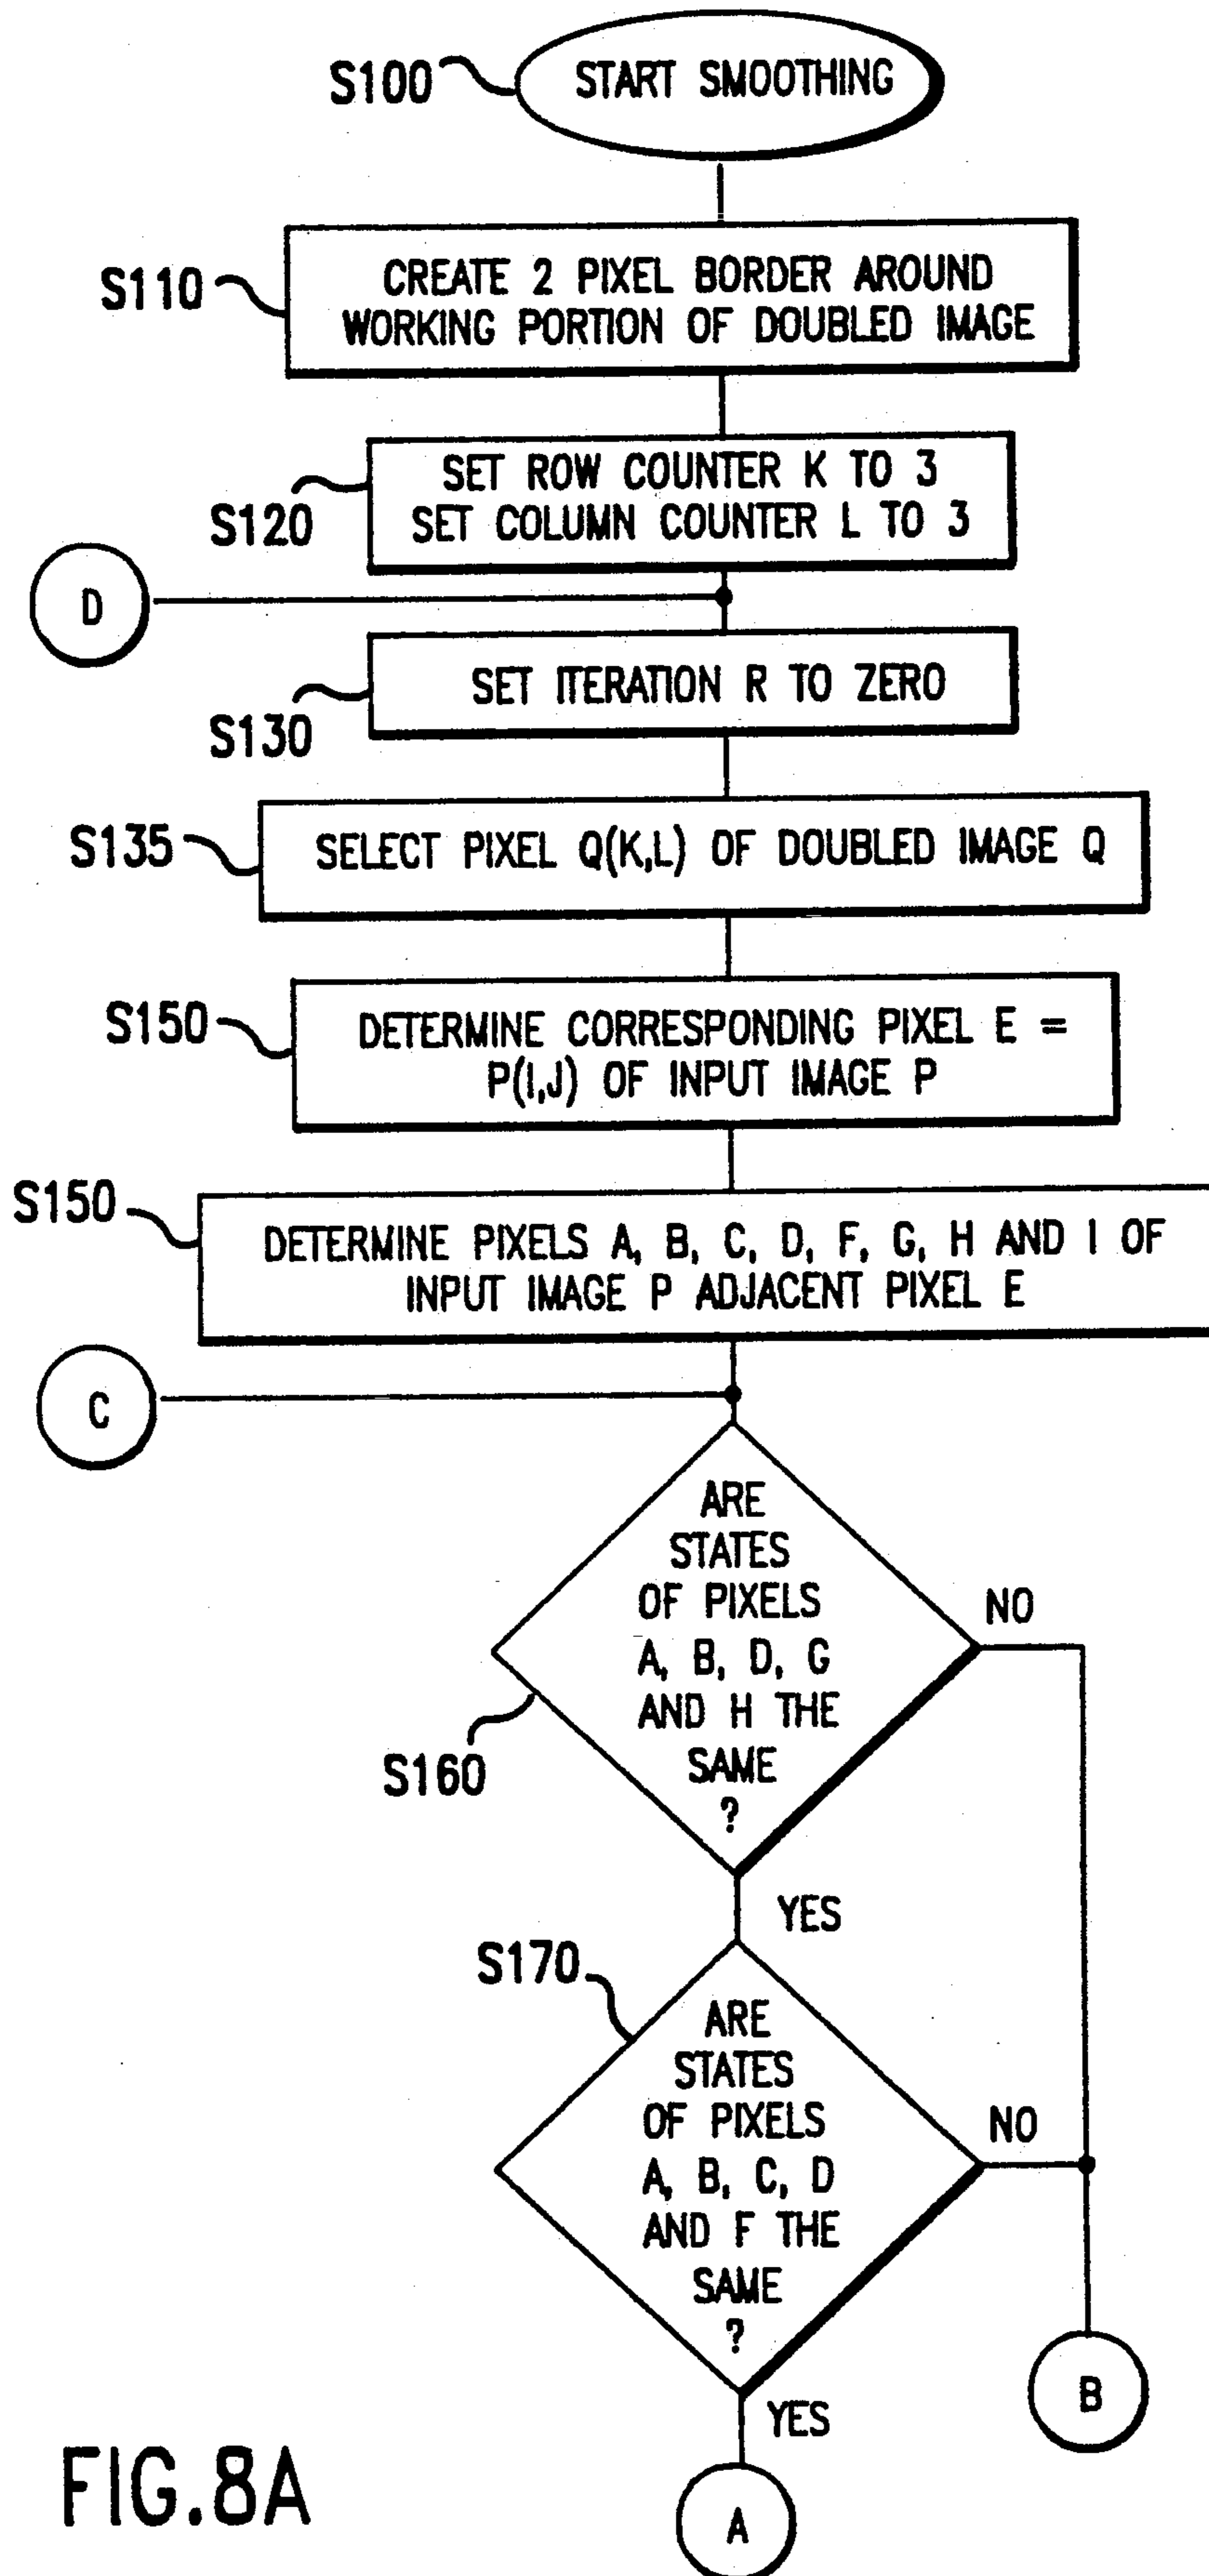 S100
START SMOOTHING
S110
CREATE 2 PIXEL BORDER AROUND
WORKING PORTION OF DOUBLED IMAGE
S120
SET ROW COUNTER K TO 3
SET COLUMN COUNTER L TO 3
D
S130
SET ITERATION R TO ZERO
S135
SELECT PIXEL Q(K,L) OF DOUBLED IMAGE Q
S150
DETERMINE CORRESPONDING PIXEL E =
P(I,J) OF INPUT IMAGE P
S150
DETERMINE PIXELS A, B, C, D, F, G, H AND I OF
INPUT IMAGE P ADJACENT PIXEL E
C
ARE
STATES
OF PIXELS
A, B, D, G
AND H THE
SAME
?
NO
S160
YES
S170
ARE
STATES
OF PIXELS
A, B, C, D
AND F THE
SAME
?
NO
B
YES
A
FIG.8A